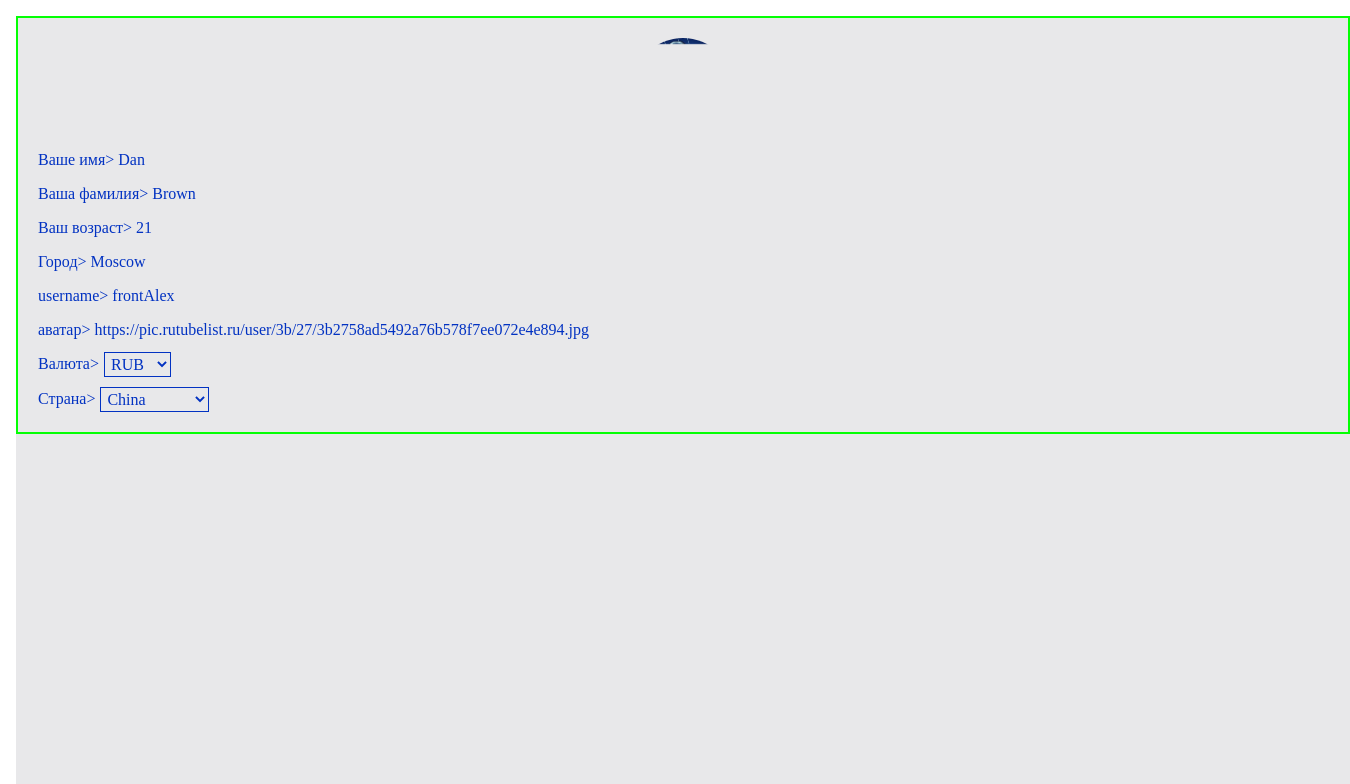 Ваше имя> Dan
Ваша фамилия> Brown
Ваш возраст> 21
Город> Moscow
username> frontAlex
аватар> https://pic.rutubelist.ru/user/3b/27/3b2758ad5492a76b578f7ee072e4e894.jpg
Валюта> RUB
Страна> China